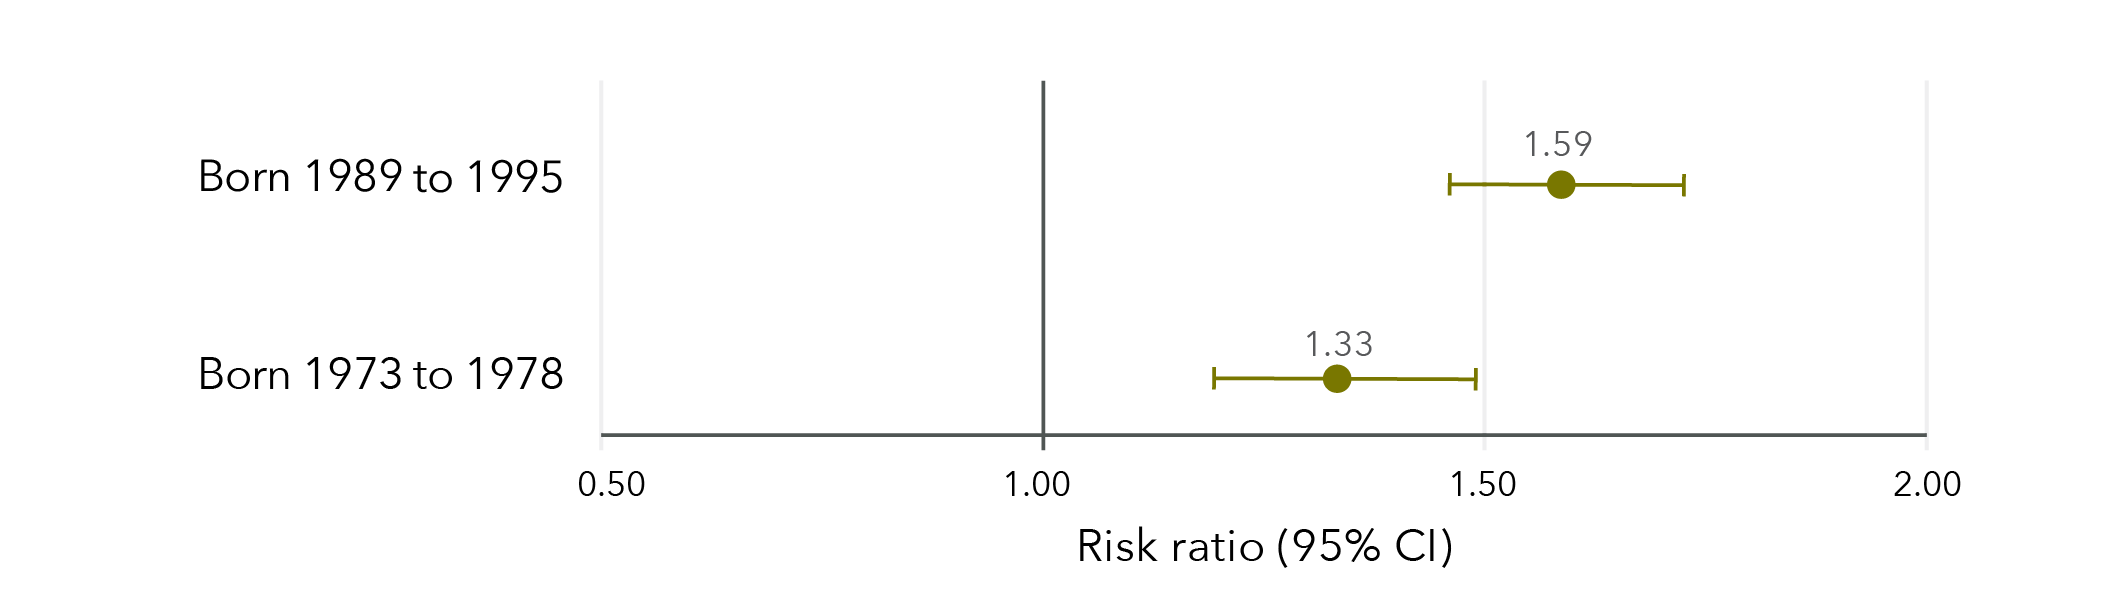 1.59
Born 1989 to 1995
1.33
Born 1973 to 1978
0.50 1.00 1.50 2.00
Risk ratio (95% CI)